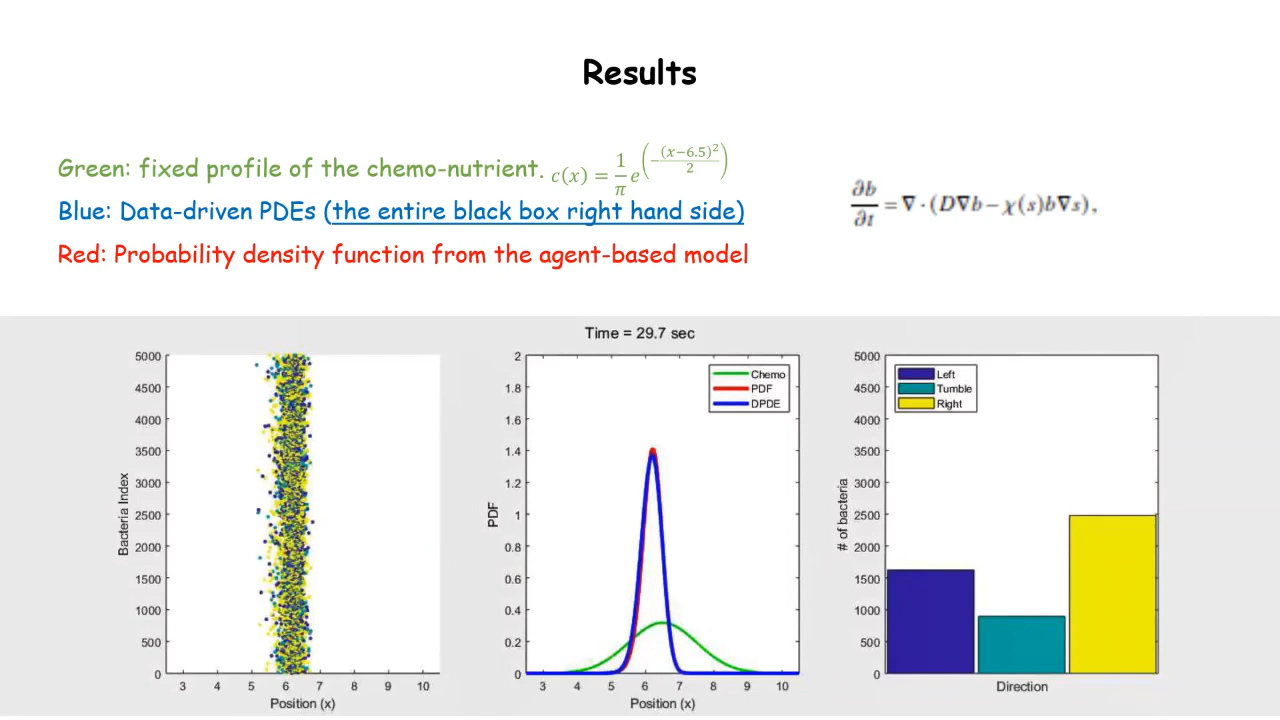 Results
Green: fixed profile of the chemo-nutrient. c(x) = 1/π e^(−(x−6.5)²/2)
Blue: Data-driven PDEs (the entire black box right hand side)
Red: Probability density function from the agent-based model
∂b/∂t = ∇ · (D∇b − χ(s)b∇s),
Time = 29.7 sec
Bacteria Index
5000
4500
4000
3500
3000
2500
2000
1500
1000
500
0
3 4 5 6 7 8 9 10
Position (x)
PDF
2
1.8
1.6
1.4
1.2
1
0.8
0.6
0.4
0.2
0
Chemo
PDF
DPDE
3 4 5 6 7 8 9 10
Position (x)
# of bacteria
5000
4500
4000
3500
3000
2500
2000
1500
1000
500
0
Left
Tumble
Right
Direction